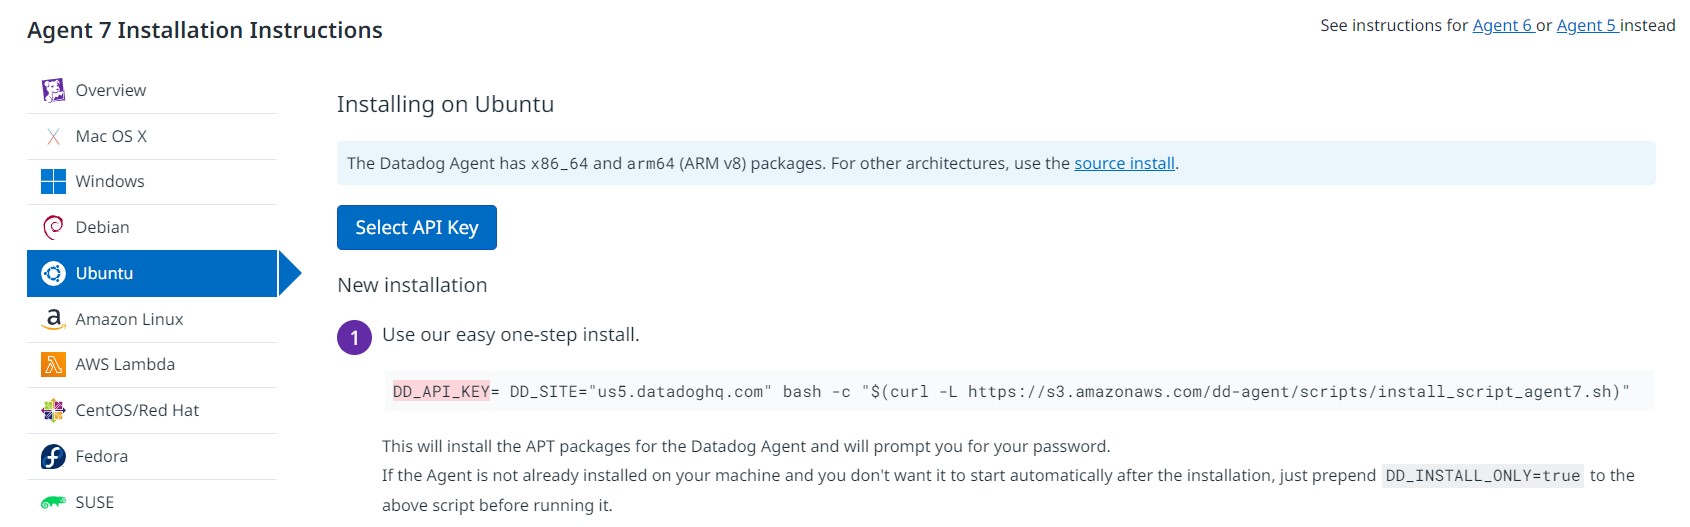 Agent 7 Installation Instructions
See instructions for Agent 6 or Agent 5 instead
Overview
Mac OS X
Windows
Debian
Ubuntu
Amazon Linux
AWS Lambda
CentOS/Red Hat
Fedora
SUSE
Installing on Ubuntu
The Datadog Agent has x86_64 and arm64 (ARM v8) packages. For other architectures, use the source install.
Select API Key
New installation
1 Use our easy one-step install.
DD_API_KEY= DD_SITE="us5.datadoghq.com" bash -c "$(curl -L https://s3.amazonaws.com/dd-agent/scripts/install_script_agent7.sh)"
This will install the APT packages for the Datadog Agent and will prompt you for your password.
If the Agent is not already installed on your machine and you don't want it to start automatically after the installation, just prepend DD_INSTALL_ONLY=true to the
above script before running it.